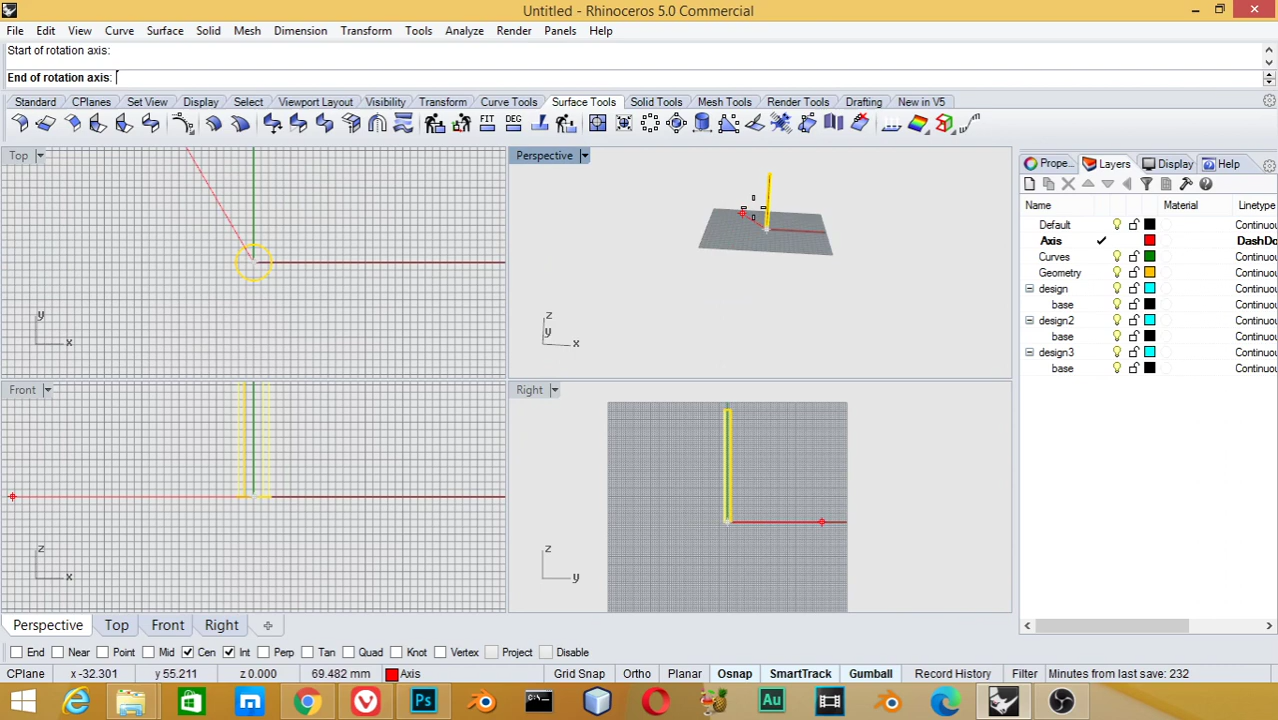 Untitled - Rhinoceros 5.0 Commercial
File Edit View Curve Surface Solid Mesh Dimension Transform Tools Analyze Render Panels Help
Start of rotation axis:
End of rotation axis:
Standard CPlanes Set View Display Select Viewport Layout Visibility Transform Curve Tools Surface Tools Solid Tools Mesh Tools Render Tools Drafting New in V5
FIT DEG
Top Perspective
Prope... Layers Display Help
Name Material Linetype
Default Continuou
Axis DashDo
Curves Continuou
Geometry Continuou
design Continuou
base Continuou
design2 Continuou
base Continuou
design3 Continuou
base Continuou
y x
z y x
Front Right
z x
z y
Perspective Top Front Right
End Near Point Mid Cen Int Perp Tan Quad Knot Vertex Project Disable
CPlane x -32.301 y 55.211 z 0.000 69.482 mm Axis Grid Snap Ortho Planar Osnap SmartTrack Gumball Record History Filter Minutes from last save: 232
Ps Au